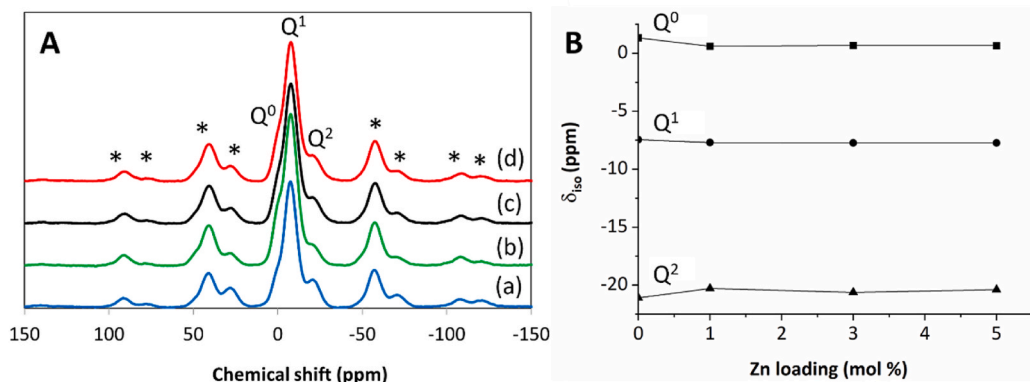 A
Q¹
Q⁰
Q²
* * * * * * * *
(d)
(c)
(b)
(a)
150 100 50 0 -50 -100 -150
Chemical shift (ppm)
B
Q⁰
Q¹
Q²
0
-5
-10
-15
-20
δiso (ppm)
0 1 2 3 4 5
Zn loading (mol %)